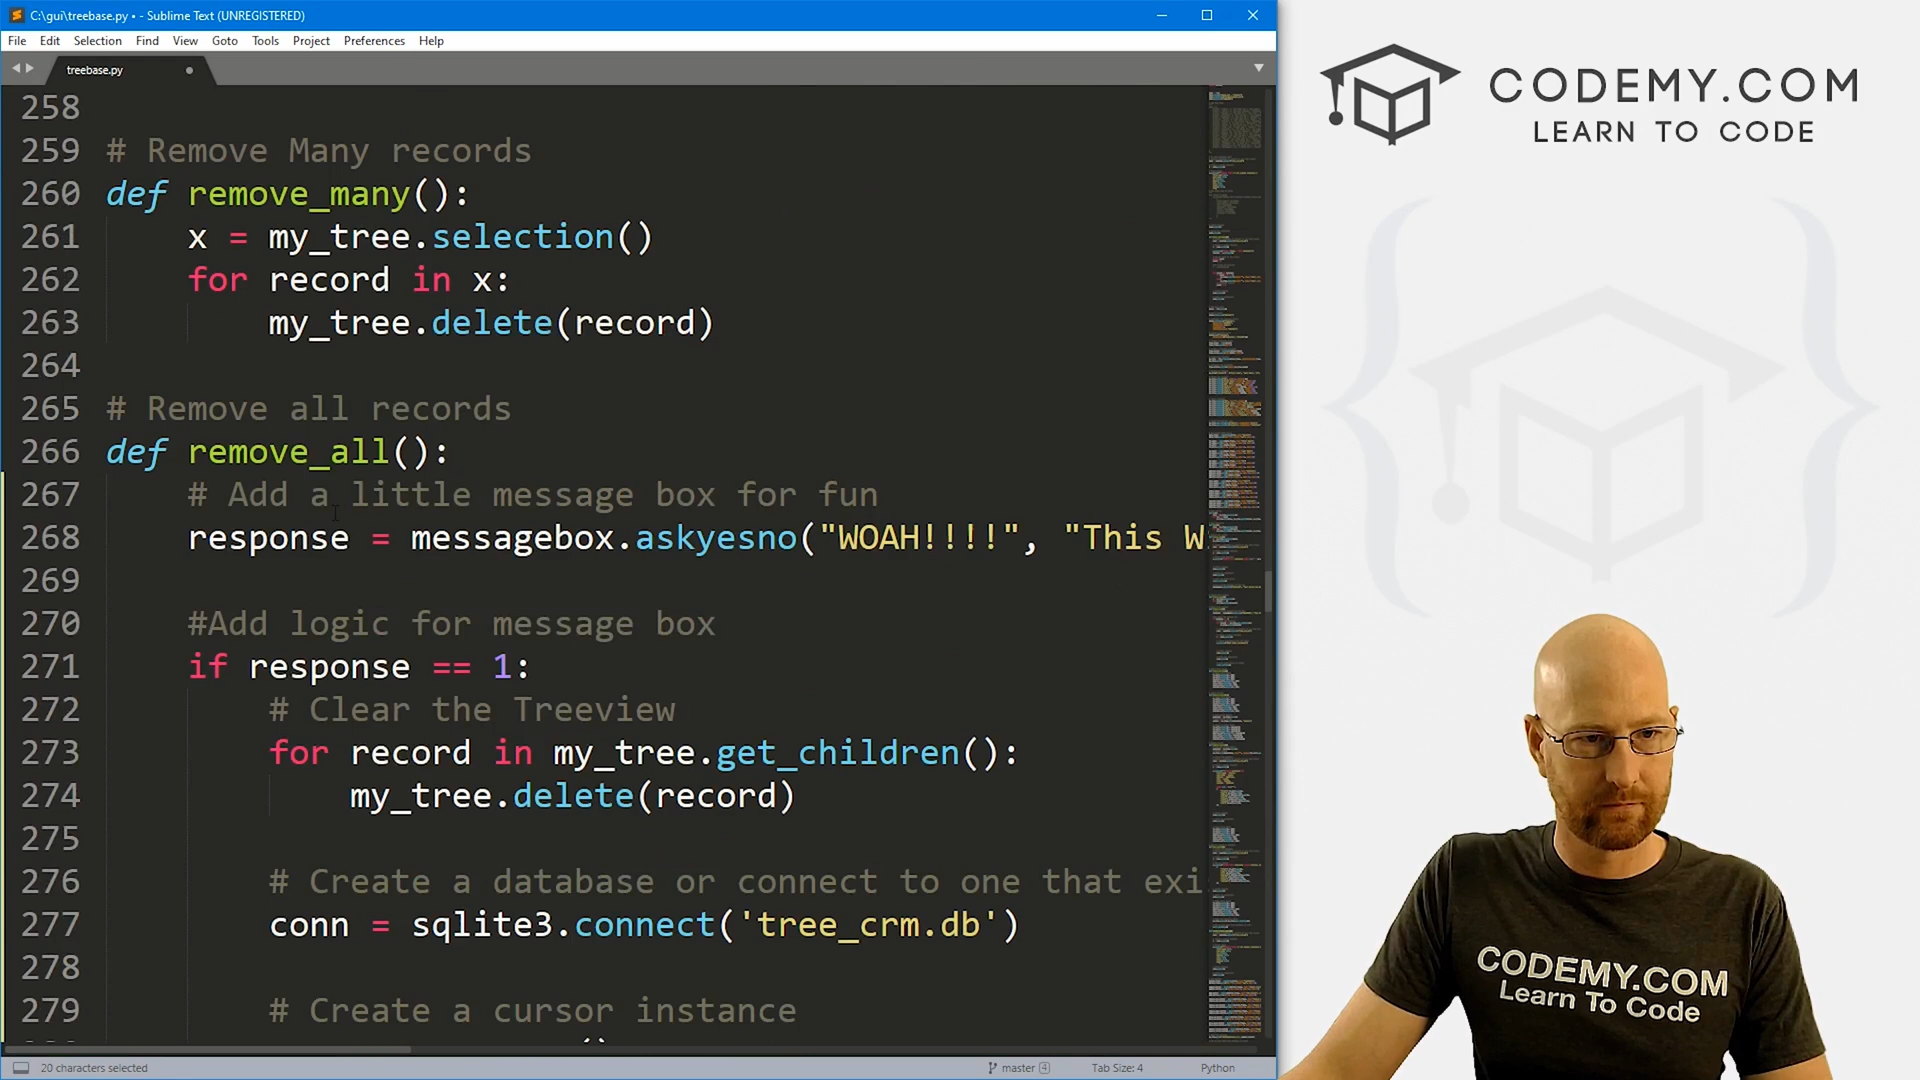 C:\gui\treebase.py • - Sublime Text (UNREGISTERED)
File Edit Selection Find View Goto Tools Project Preferences Help
treebase.py
258
259 # Remove Many records
260 def remove_many():
261 x = my_tree.selection()
262 for record in x:
263 my_tree.delete(record)
264
265 # Remove all records
266 def remove_all():
267 # Add a little message box for fun
268 response = messagebox.askyesno("WOAH!!!!", "This W
269
270 #Add logic for message box
271 if response == 1:
272 # Clear the Treeview
273 for record in my_tree.get_children():
274 my_tree.delete(record)
275
276 # Create a database or connect to one that exi
277 conn = sqlite3.connect('tree_crm.db')
278
279 # Create a cursor instance
20 characters selected
master 4
Tab Size: 4
Python
CODEMY.COM
LEARN TO CODE
CODEMY.COM
Learn To Code